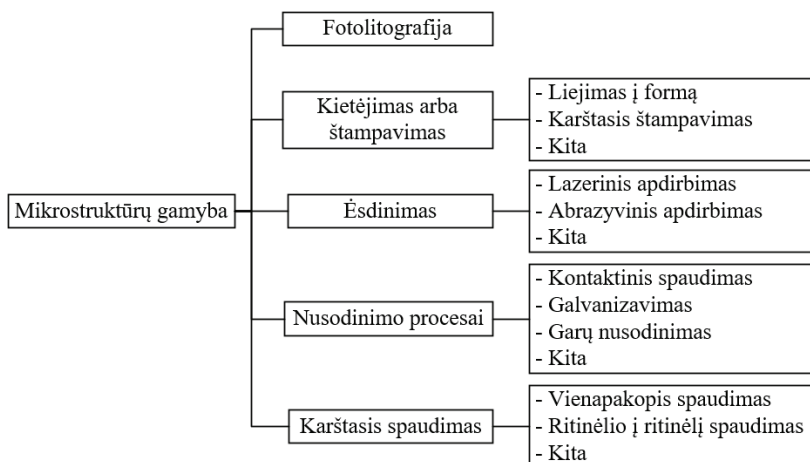 Mikrostruktūrų gamyba
Fotolitografija
Kietėjimas arba
štampavimas
- Liejimas į formą
- Karštasis štampavimas
- Kita
Ėsdinimas
- Lazerinis apdirbimas
- Abrazyvinis apdirbimas
- Kita
Nusodinimo procesai
- Kontaktinis spaudimas
- Galvanizavimas
- Garų nusodinimas
- Kita
Karštasis spaudimas
- Vienapakopis spaudimas
- Ritinėlio į ritinėlį spaudimas
- Kita